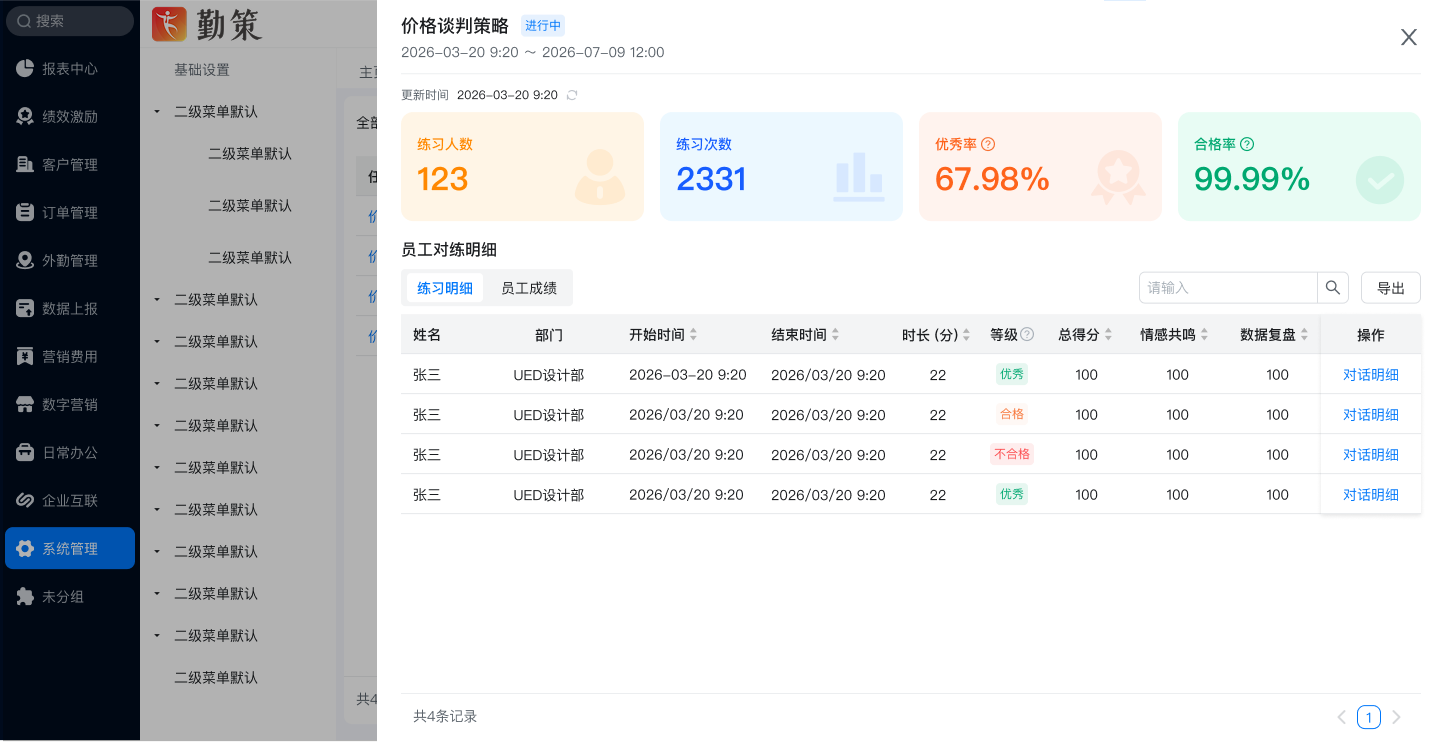 搜索
报表中心
绩效激励
客户管理
订单管理
外勤管理
数据上报
营销费用
数字营销
日常办公
企业互联
系统管理
未分组
勤策
基础设置
二级菜单默认
二级菜单默认
二级菜单默认
二级菜单默认
二级菜单默认
二级菜单默认
二级菜单默认
二级菜单默认
二级菜单默认
二级菜单默认
二级菜单默认
二级菜单默认
二级菜单默认
二级菜单默认
主
全部
价
价
价
价
共4
价格谈判策略 进行中
2026-03-20 9:20 ~ 2026-07-09 12:00
更新时间 2026-03-20 9:20
练习人数
123
练习次数
2331
优秀率
67.98%
合格率
99.99%
员工对练明细
练习明细 员工成绩
请输入 导出
姓名 部门 开始时间 结束时间 时长 (分) 等级 总得分 情感共鸣 数据复盘 操作
张三 UED设计部 2026-03-20 9:20 2026/03/20 9:20 22 优秀 100 100 100 对话明细
张三 UED设计部 2026/03/20 9:20 2026/03/20 9:20 22 合格 100 100 100 对话明细
张三 UED设计部 2026/03/20 9:20 2026/03/20 9:20 22 不合格 100 100 100 对话明细
张三 UED设计部 2026/03/20 9:20 2026/03/20 9:20 22 优秀 100 100 100 对话明细
共4条记录
1